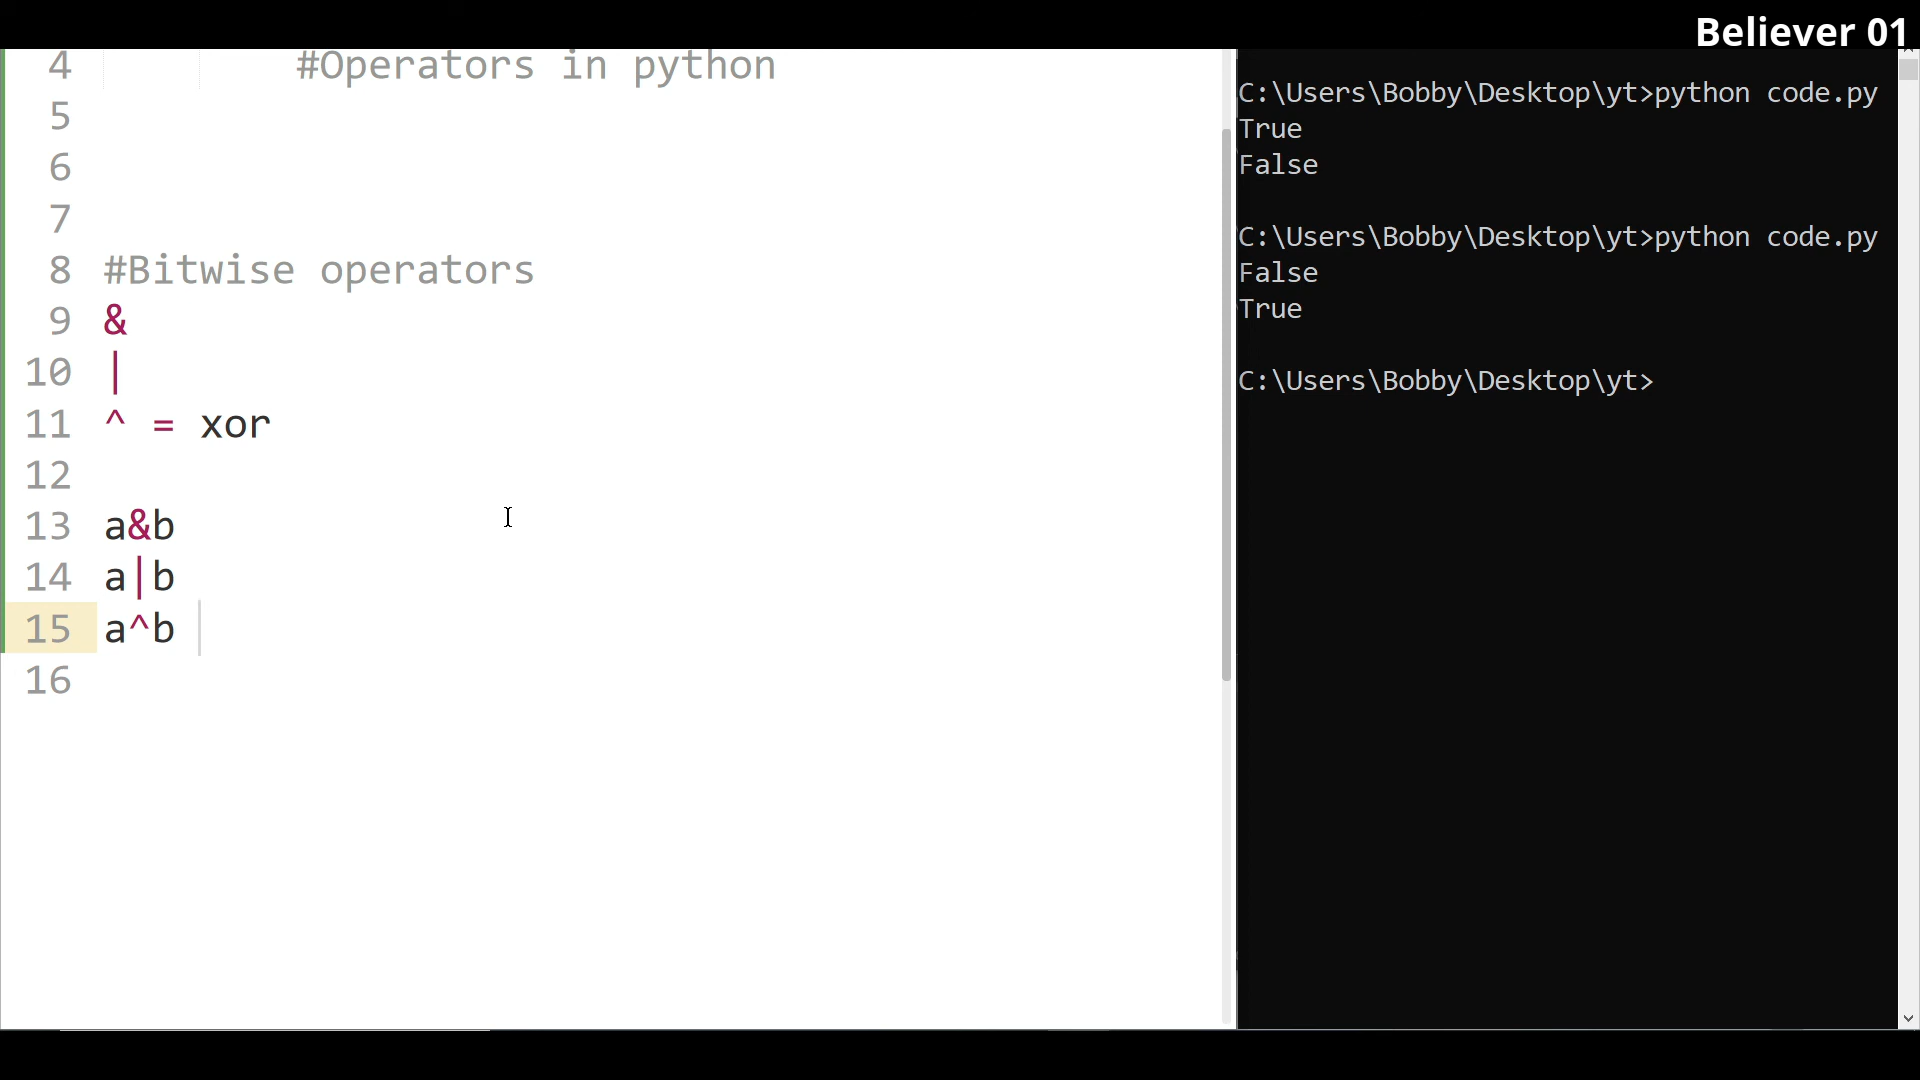 Believer 01
4 #Operators in python
5
6
7
8 #Bitwise operators
9 &
10 |
11 ^ = xor
12
13 a&b
14 a|b
15 a^b
16
C:\Users\Bobby\Desktop\yt>python code.py
True
False
C:\Users\Bobby\Desktop\yt>python code.py
False
True
C:\Users\Bobby\Desktop\yt>